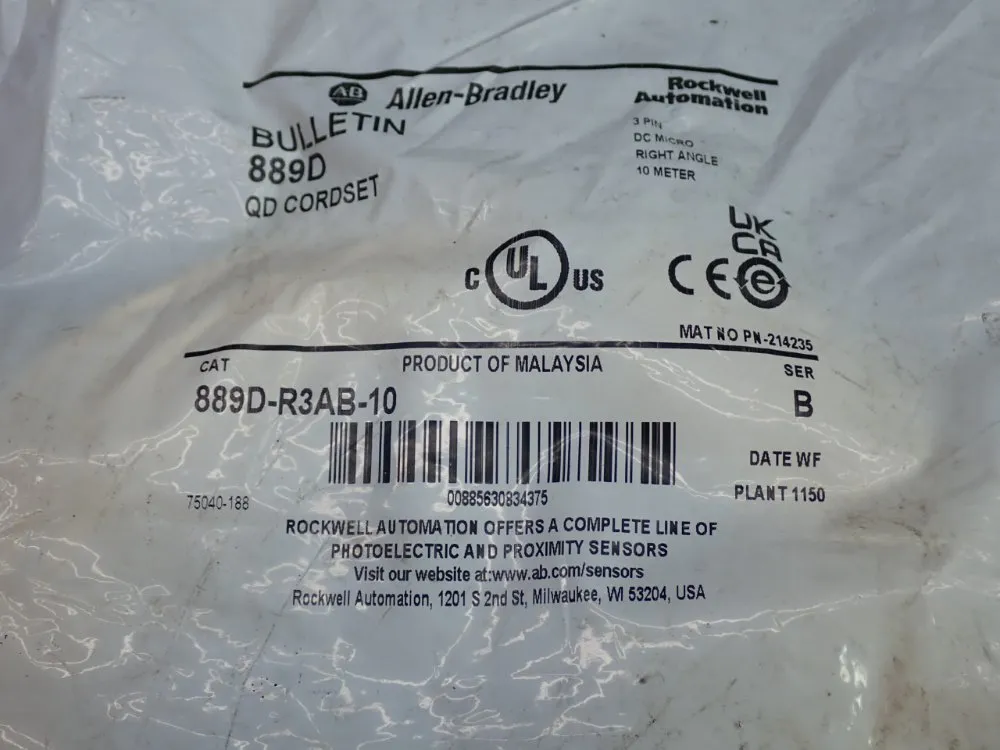 AB Allen-Bradley
Rockwell
Automation
BULLETIN
889D
QD CORDSET
3 PIN
DC MICRO
RIGHT ANGLE
10 METER
C UL US
UK
CA
CE e
MAT NO PN-214235
CAT
PRODUCT OF MALAYSIA
SER
889D-R3AB-10
B
DATE WF
PLANT 1150
00885630834375
75040-188
ROCKWELL AUTOMATION OFFERS A COMPLETE LINE OF
PHOTOELECTRIC AND PROXIMITY SENSORS
Visit our website at:www.ab.com/sensors
Rockwell Automation, 1201 S 2nd St, Milwaukee, WI 53204, USA